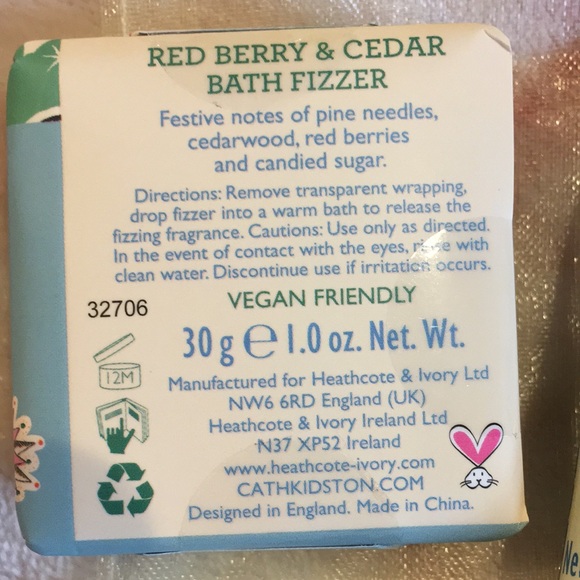 RED BERRY & CEDAR
BATH FIZZER
Festive notes of pine needles,
cedarwood, red berries
and candied sugar.
Directions: Remove transparent wrapping,
drop fizzer into a warm bath to release the
fizzing fragrance. Cautions: Use only as directed.
In the event of contact with the eyes, rinse with
clean water. Discontinue use if irritation occurs.
VEGAN FRIENDLY
32706
30 g ℮ 1.0 oz. Net. Wt.
12M
Manufactured for Heathcote & Ivory Ltd
NW6 6RD England (UK)
Heathcote & Ivory Ireland Ltd
N37 XP52 Ireland
www.heathcote-ivory.com
CATHKIDSTON.COM
Designed in England. Made in China.